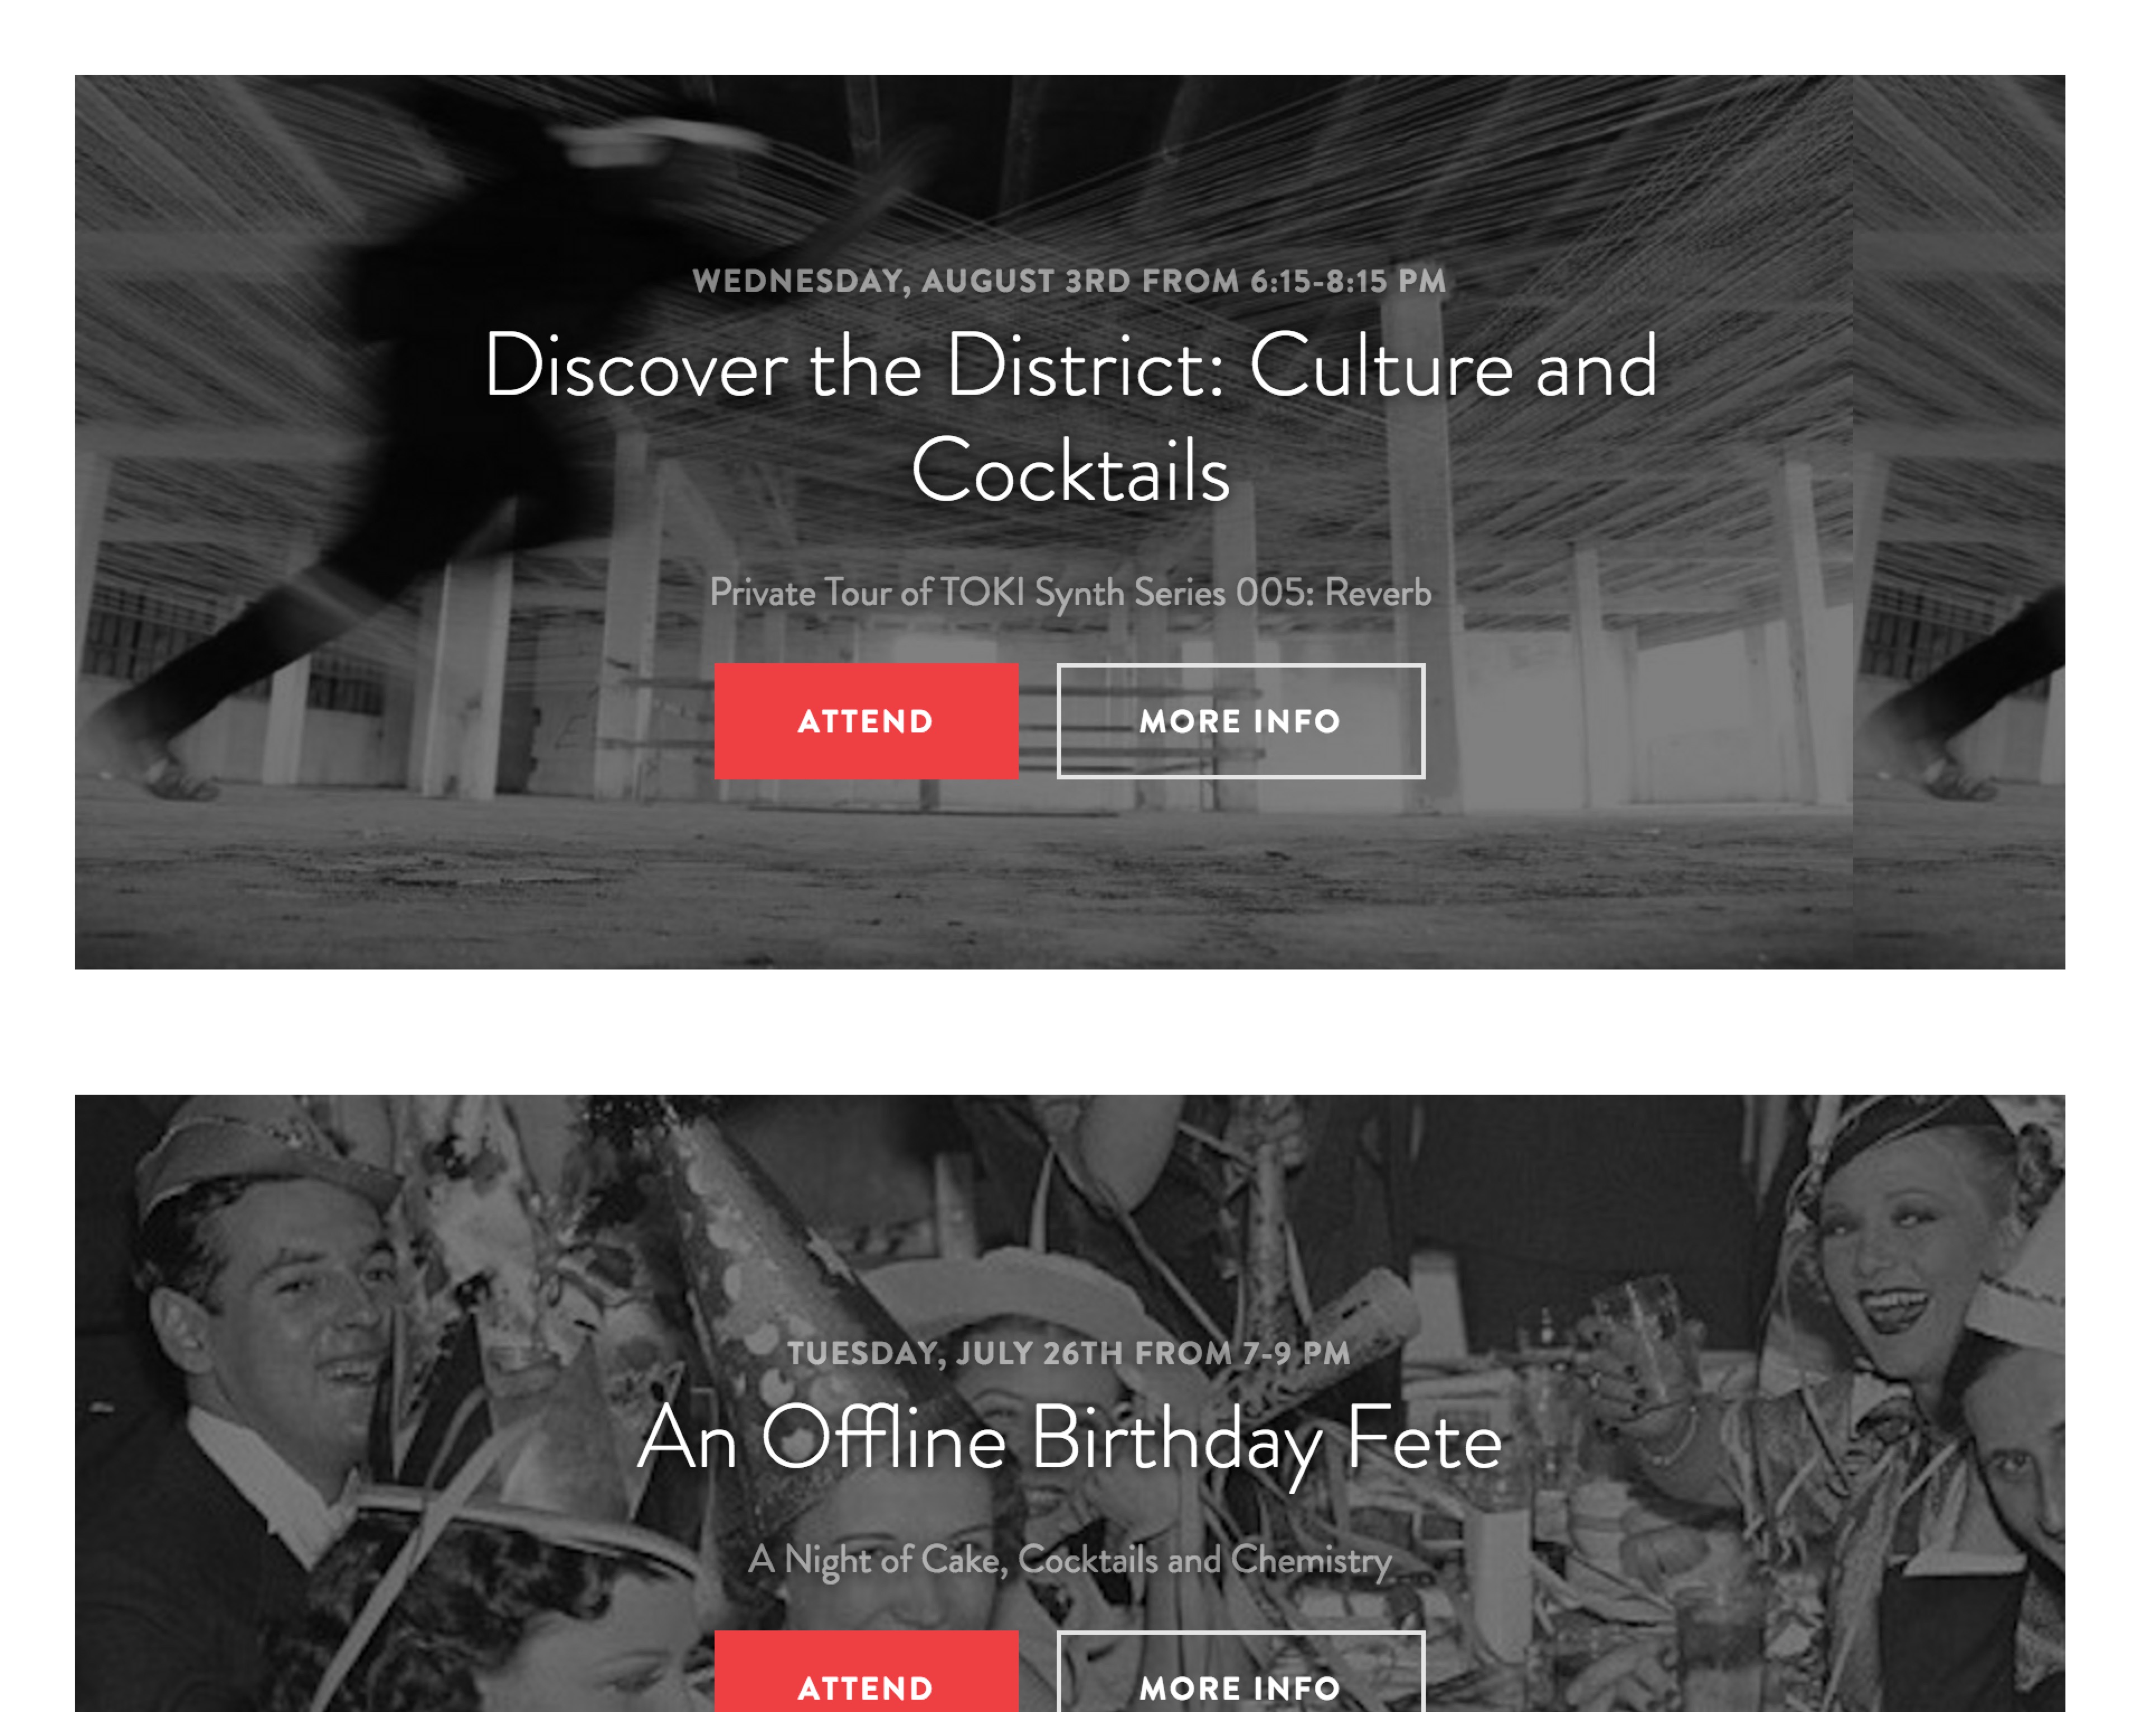 WEDNESDAY, AUGUST 3RD FROM 6:15-8:15 PM
Discover the District: Culture and
Cocktails
Private Tour of TOKI Synth Series 005: Reverb
ATTEND
MORE INFO
TUESDAY, JULY 26TH FROM 7-9 PM
An Offline Birthday Fete
A Night of Cake, Cocktails and Chemistry
ATTEND
MORE INFO